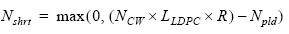 N_shrt = max(0, (N_CW × L_LDPC × R) − N_pld)